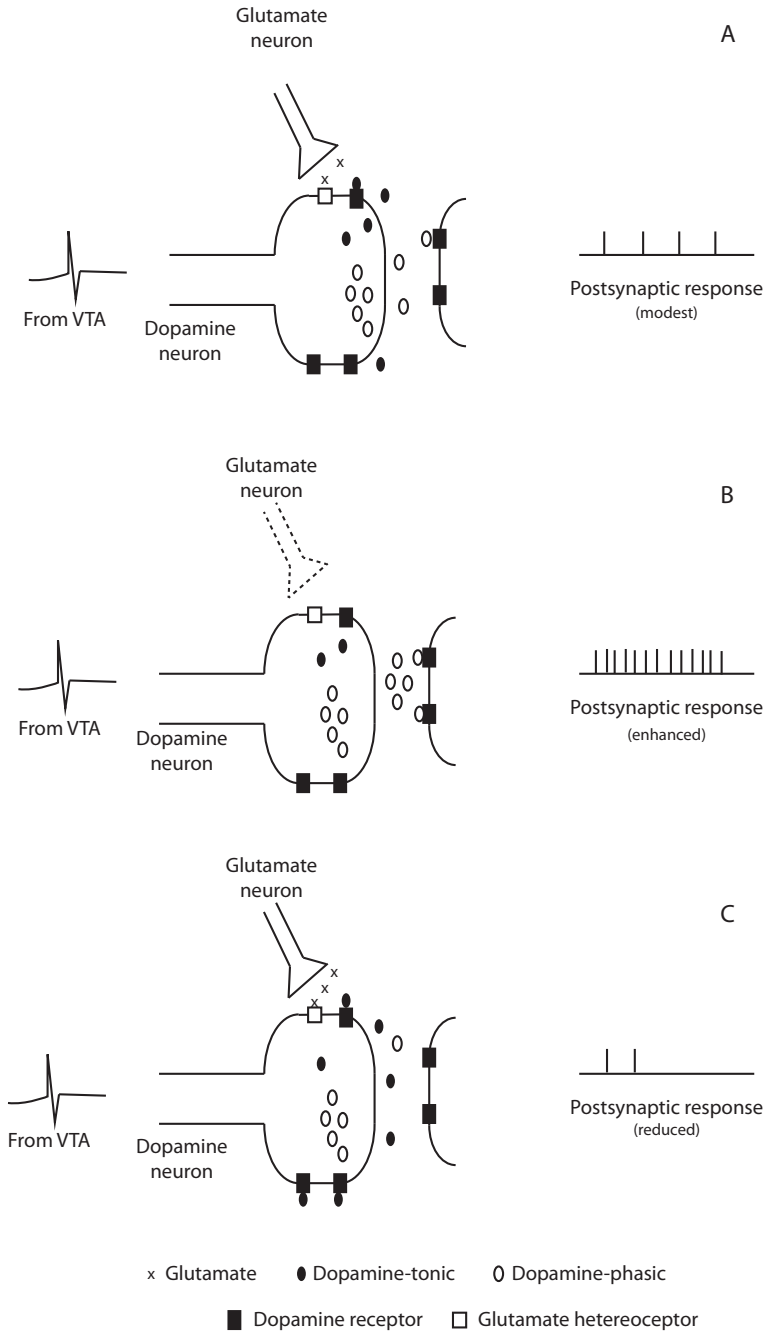 Glutamate
neuron
A
x
x
From VTA
Dopamine
neuron
Postsynaptic response
(modest)
Glutamate
neuron
B
From VTA
Dopamine
neuron
Postsynaptic response
(enhanced)
Glutamate
neuron
C
x
x
x
From VTA
Dopamine
neuron
Postsynaptic response
(reduced)
x Glutamate Dopamine-tonic Dopamine-phasic
Dopamine receptor Glutamate hetereoceptor